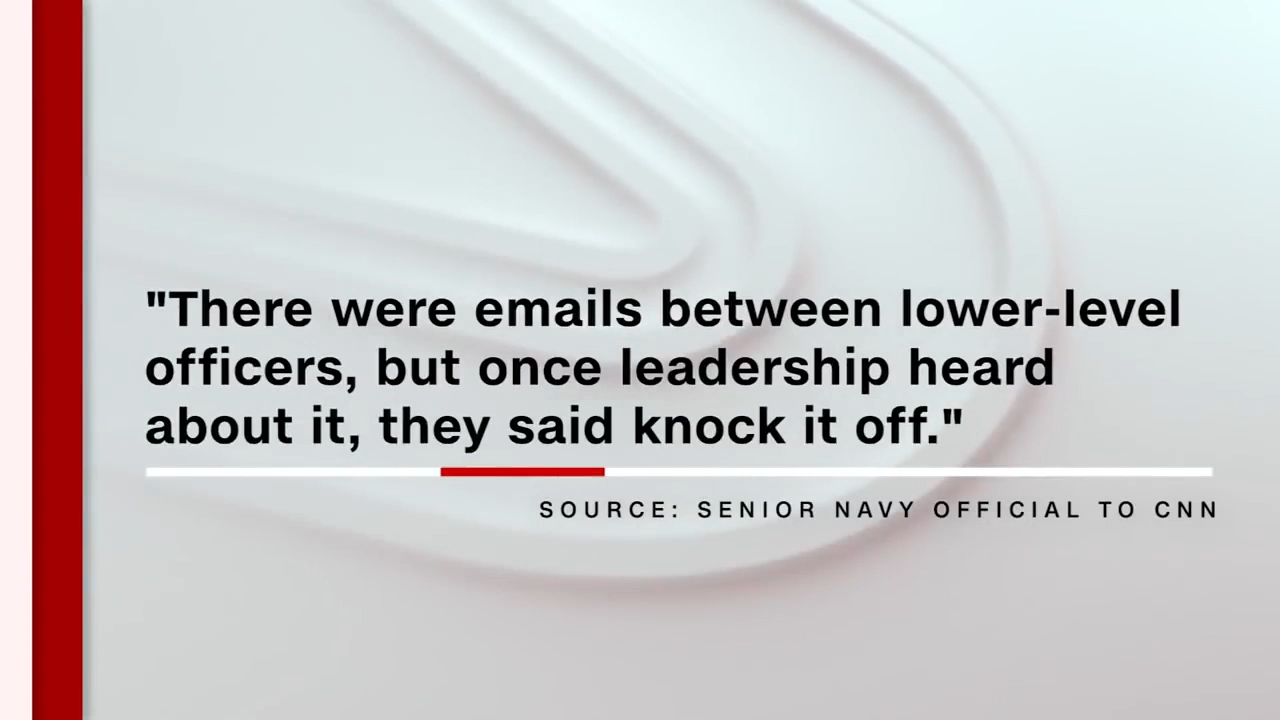 "There were emails between lower-level
officers, but once leadership heard
about it, they said knock it off."
SOURCE: SENIOR NAVY OFFICIAL TO CNN